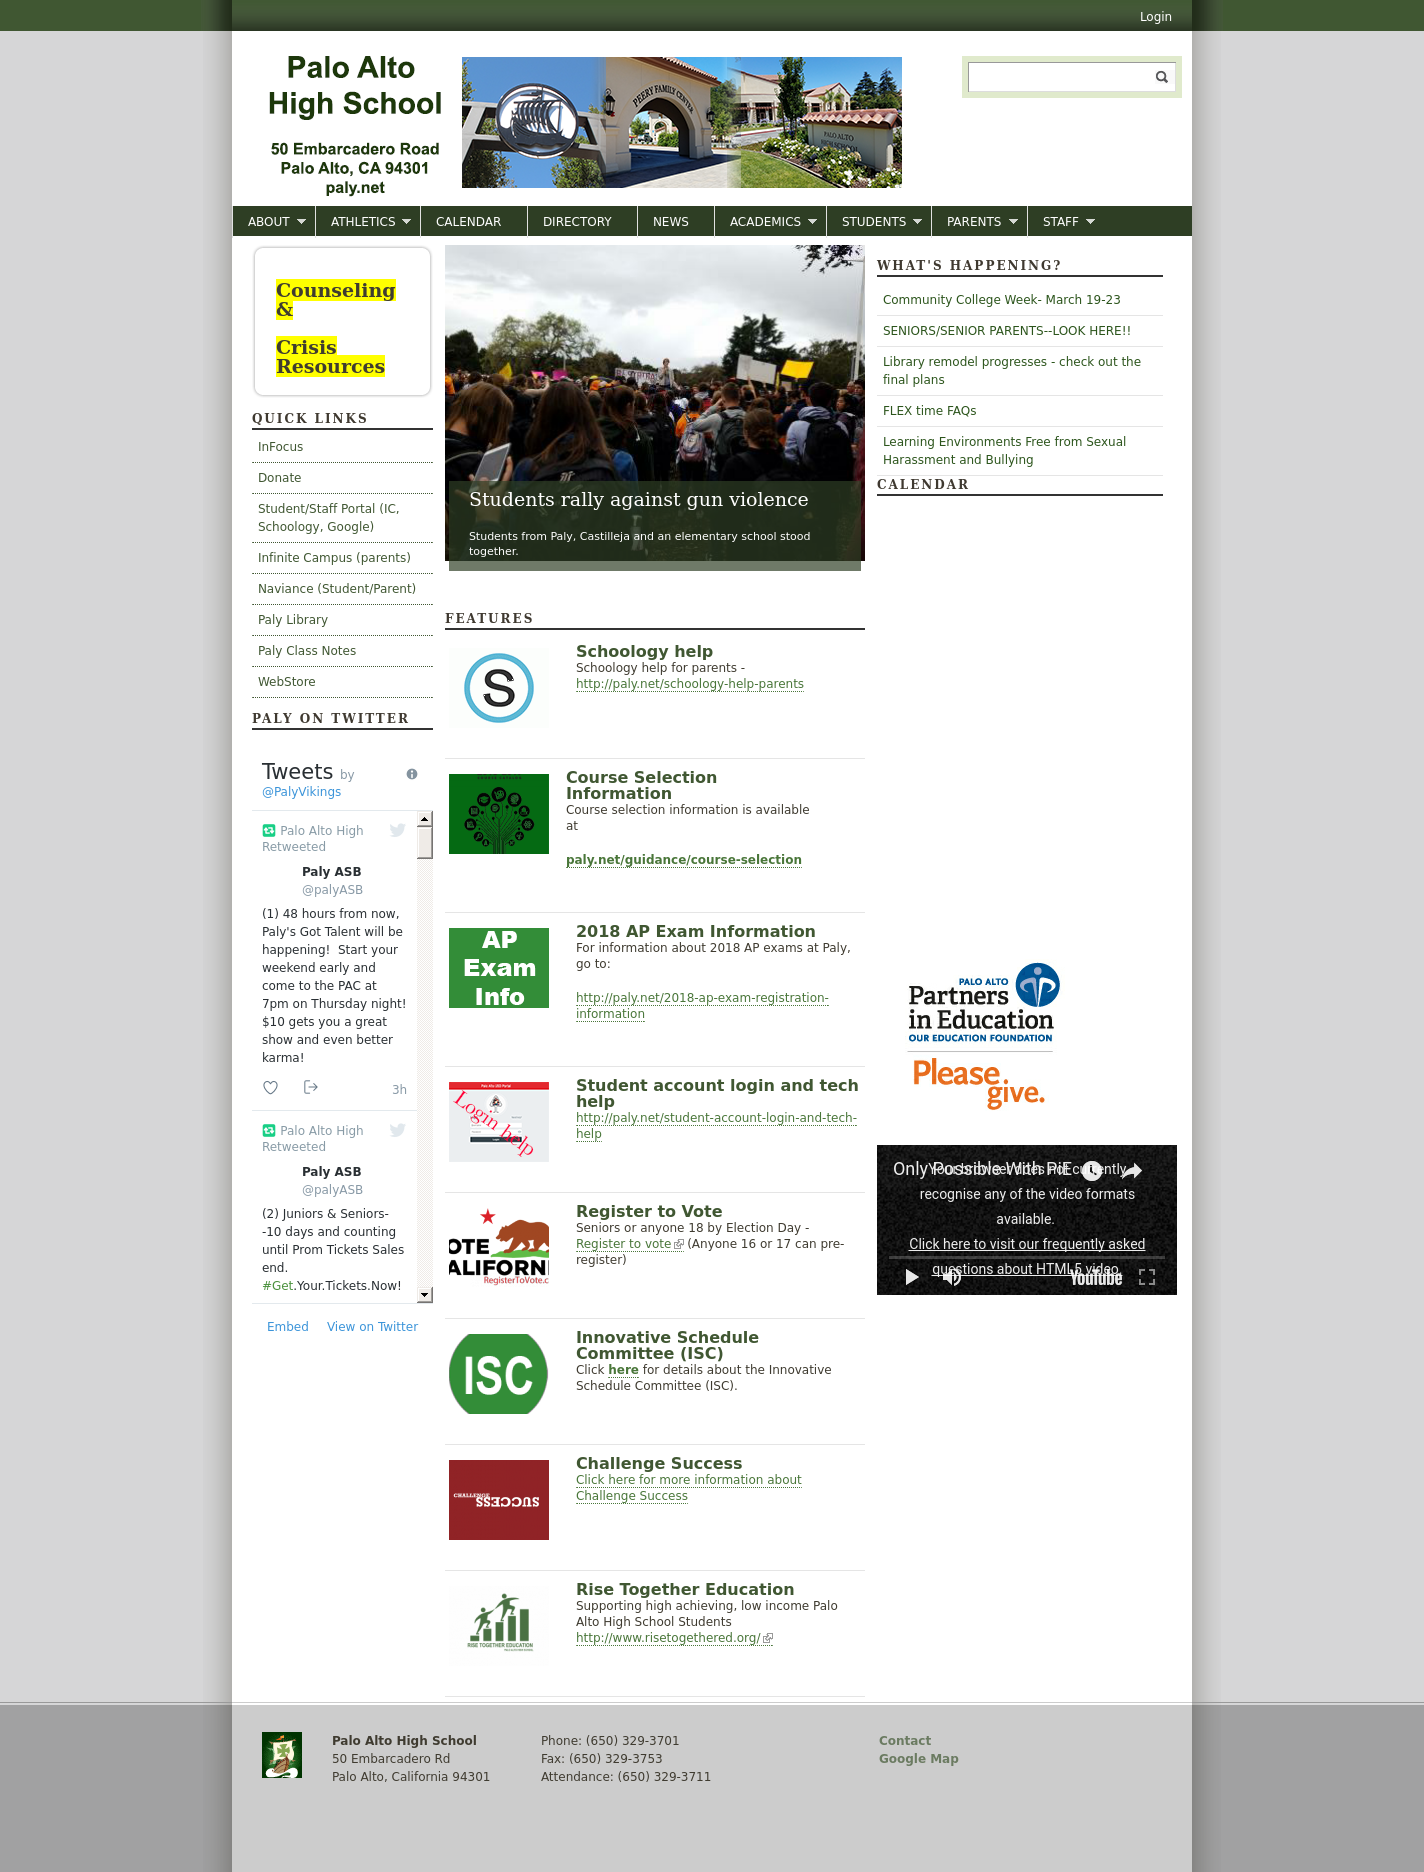 Login
Palo Alto
High School
50 Embarcadero Road
Palo Alto, CA 94301
paly.net
PEERY FAMILY CENTER
PALO ALTO
HIGH SCHOOL
ABOUT
ATHLETICS
CALENDAR
DIRECTORY
NEWS
ACADEMICS
STUDENTS
PARENTS
STAFF
Counseling
&
Crisis
Resources
QUICK LINKS
InFocus
Donate
Student/Staff Portal (IC,
Schoology, Google)
Infinite Campus (parents)
Naviance (Student/Parent)
Paly Library
Paly Class Notes
WebStore
PALY ON TWITTER
Tweets by
@PalyVikings
Palo Alto High
Retweeted
Paly ASB
@palyASB
(1) 48 hours from now,
Paly's Got Talent will be
happening!  Start your
weekend early and
come to the PAC at
7pm on Thursday night!
$10 gets you a great
show and even better
karma!
3h
Palo Alto High
Retweeted
Paly ASB
@palyASB
(2) Juniors & Seniors-
-10 days and counting
until Prom Tickets Sales
end.
#Get.Your.Tickets.Now!
Embed
View on Twitter
Students rally against gun violence
Students from Paly, Castilleja and an elementary school stood
together.
FEATURES
S
Schoology help
Schoology help for parents -
http://paly.net/schoology-help-parents
Course Selection
Information
Course selection information is available
at
paly.net/guidance/course-selection
AP
Exam
Info
2018 AP Exam Information
For information about 2018 AP exams at Paly,
go to:
http://paly.net/2018-ap-exam-registration-
information
Palo Alto USD Portal
Login help
Student account login and tech
help
http://paly.net/student-account-login-and-tech-
help
OTE
ALIFORN
RegisterToVote.c
Register to Vote
Seniors or anyone 18 by Election Day -
Register to vote (Anyone 16 or 17 can pre-
register)
ISC
Innovative Schedule
Committee (ISC)
Click here for details about the Innovative
Schedule Committee (ISC).
CHALLENGE
SUCCESS
Challenge Success
Click here for more information about
Challenge Success
RISE TOGETHER EDUCATION
Rise Together Education
Supporting high achieving, low income Palo
Alto High School Students
http://www.risetogethered.org/
WHAT'S HAPPENING?
Community College Week- March 19-23
SENIORS/SENIOR PARENTS--LOOK HERE!!
Library remodel progresses - check out the
final plans
FLEX time FAQs
Learning Environments Free from Sexual
Harassment and Bullying
CALENDAR
PALO ALTO
Partners
in Education
OUR EDUCATION FOUNDATION
Please
give.
Only Possible With PiE
Your browser does not currently
recognise any of the video formats
available.
Click here to visit our frequently asked
questions about HTML5 video.
YouTube
Palo Alto High School
50 Embarcadero Rd
Palo Alto, California 94301
Phone: (650) 329-3701
Fax: (650) 329-3753
Attendance: (650) 329-3711
Contact
Google Map